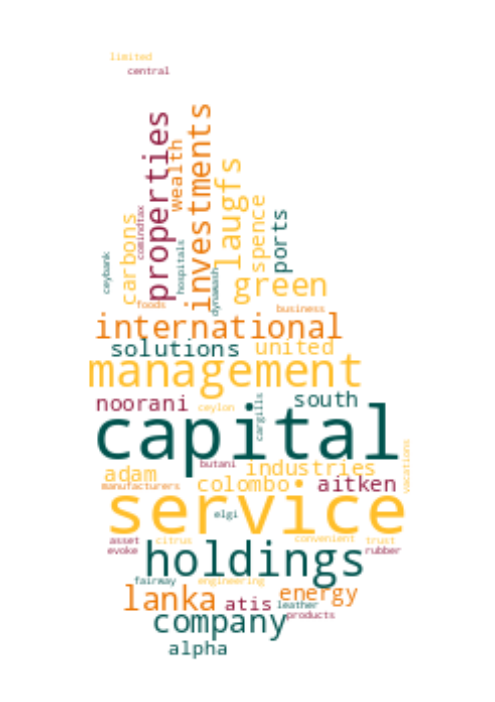 limited
central
properties
wealth
investments
laugfs
spence
ports
carbons
comindtax
hospitals
ceybank
dynawash
green
foods
business
international
solutions
united
management
noorani
ceylon
cargills
south
capital
butani
industries
vacations
adam
manufacturers
colombo
aitken
service
elgi
asset
citrus
convenient
trust
evoke
rubber
holdings
fairway
engineering
lanka
atis
energy
leather
products
company
alpha